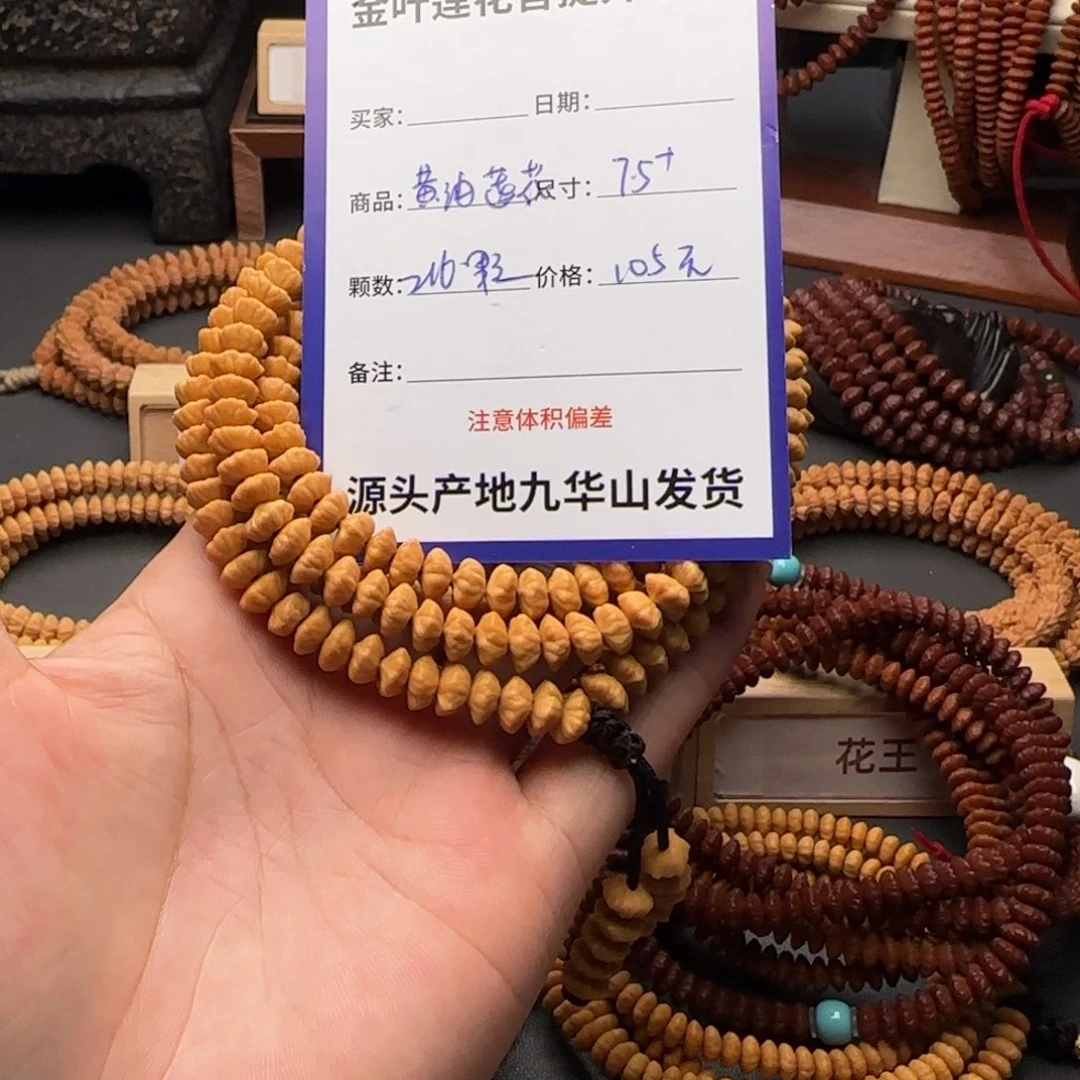 金叶莲花菩提
买家： 日期：
商品：黄油莲花 尺寸：7.5+
颗数：216颗 价格：105元
备注：
注意体积偏差
源头产地九华山发货
花王